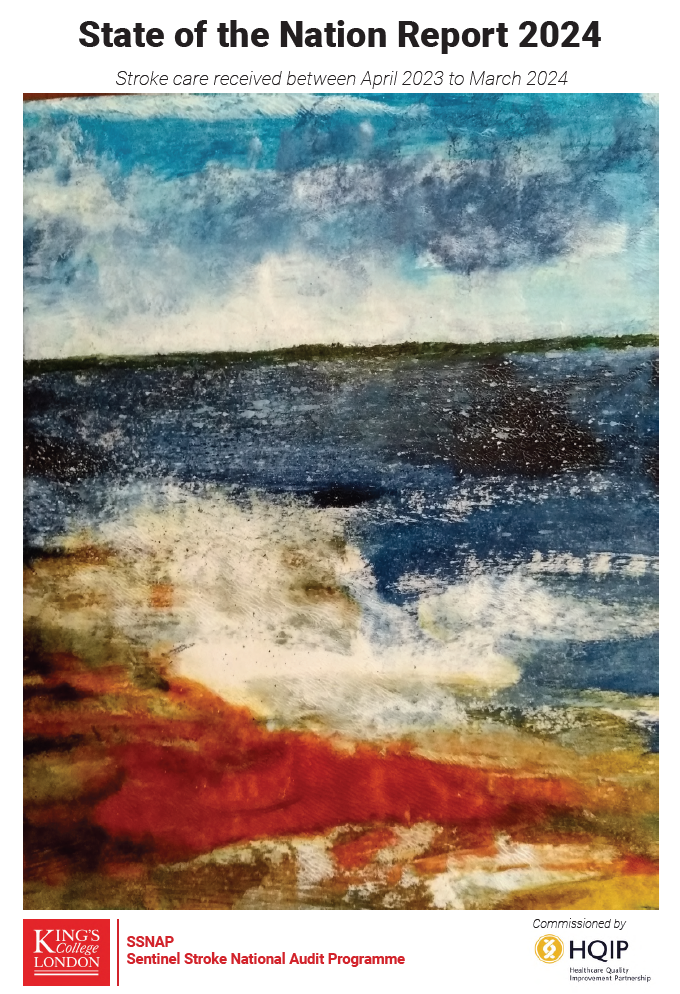 State of the Nation Report 2024
Stroke care received between April 2023 to March 2024
KING'S
College
LONDON
SSNAP
Sentinel Stroke National Audit Programme
Commissioned by
HQIP
Healthcare Quality
Improvement Partnership